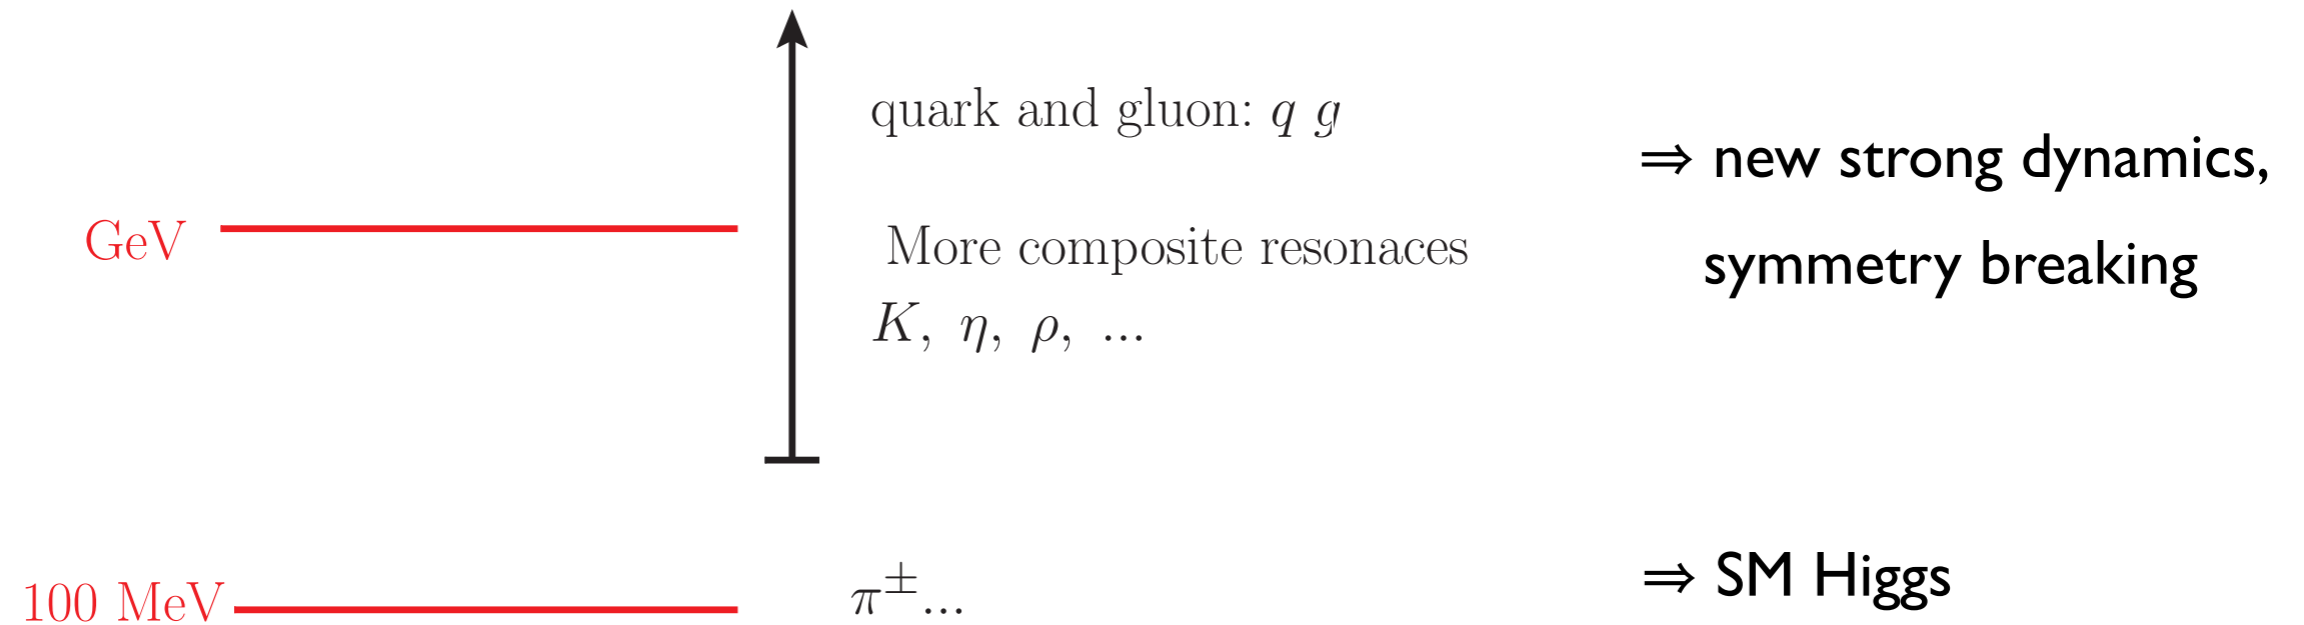 quark and gluon: q g
⇒ new strong dynamics,
GeV
More composite resonaces
symmetry breaking
K, η, ρ, ...
100 MeV
π±...
⇒ SM Higgs